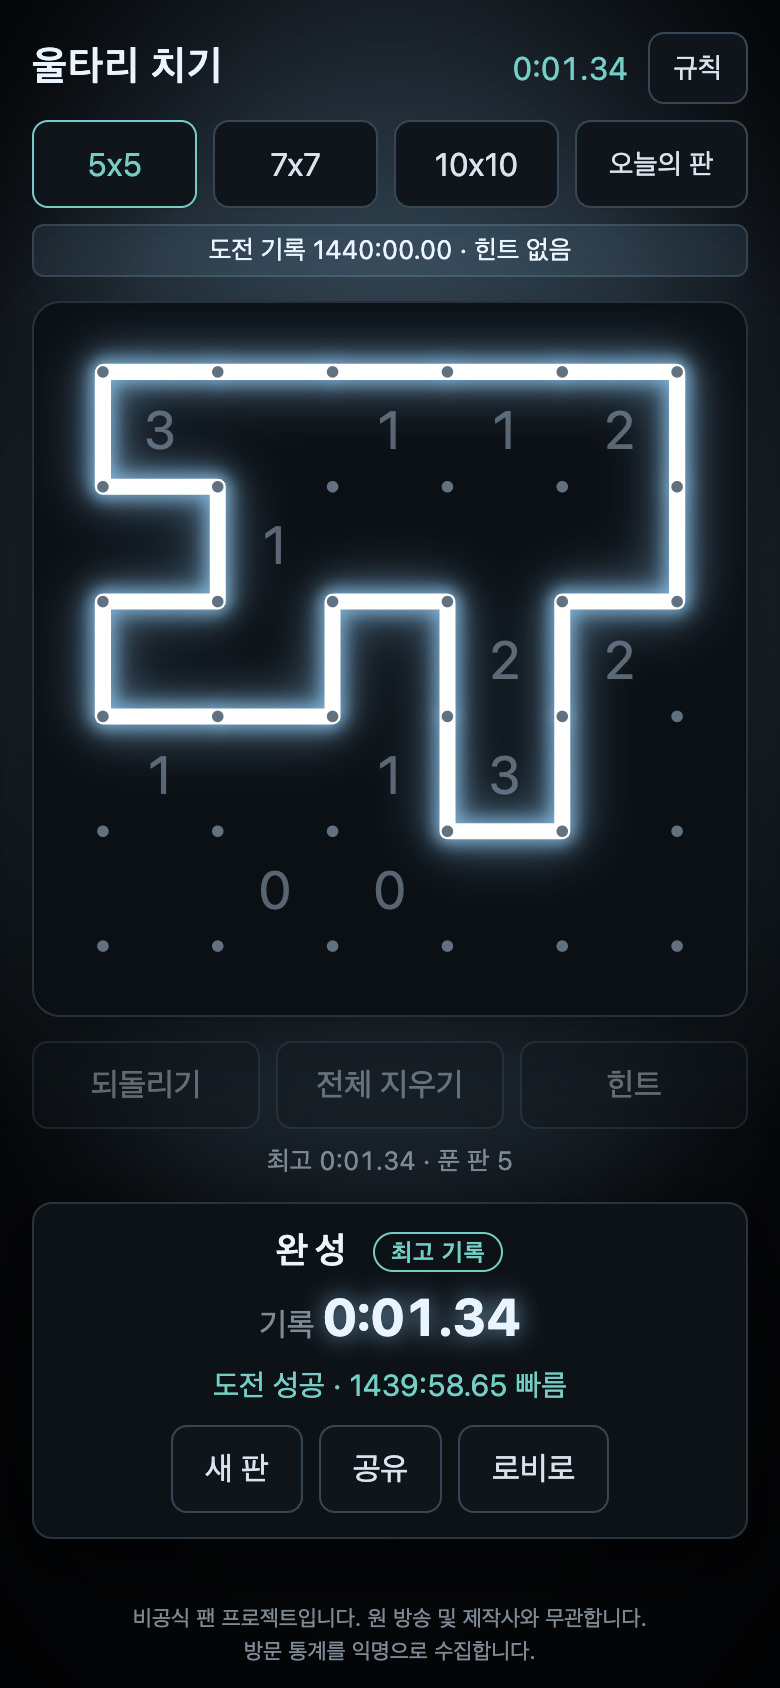 울타리 치기 0:01.34 규칙
5x5 7x7 10x10 오늘의 판
도전 기록 1440:00.00 · 힌트 없음
3 1 1 2
1
2 2
1 1 3
0 0
되돌리기 전체 지우기 힌트
최고 0:01.34 · 푼 판 5
완성 최고 기록
기록 0:01.34
도전 성공 · 1439:58.65 빠름
새 판 공유 로비로
비공식 팬 프로젝트입니다. 원 방송 및 제작사와 무관합니다.
방문 통계를 익명으로 수집합니다.